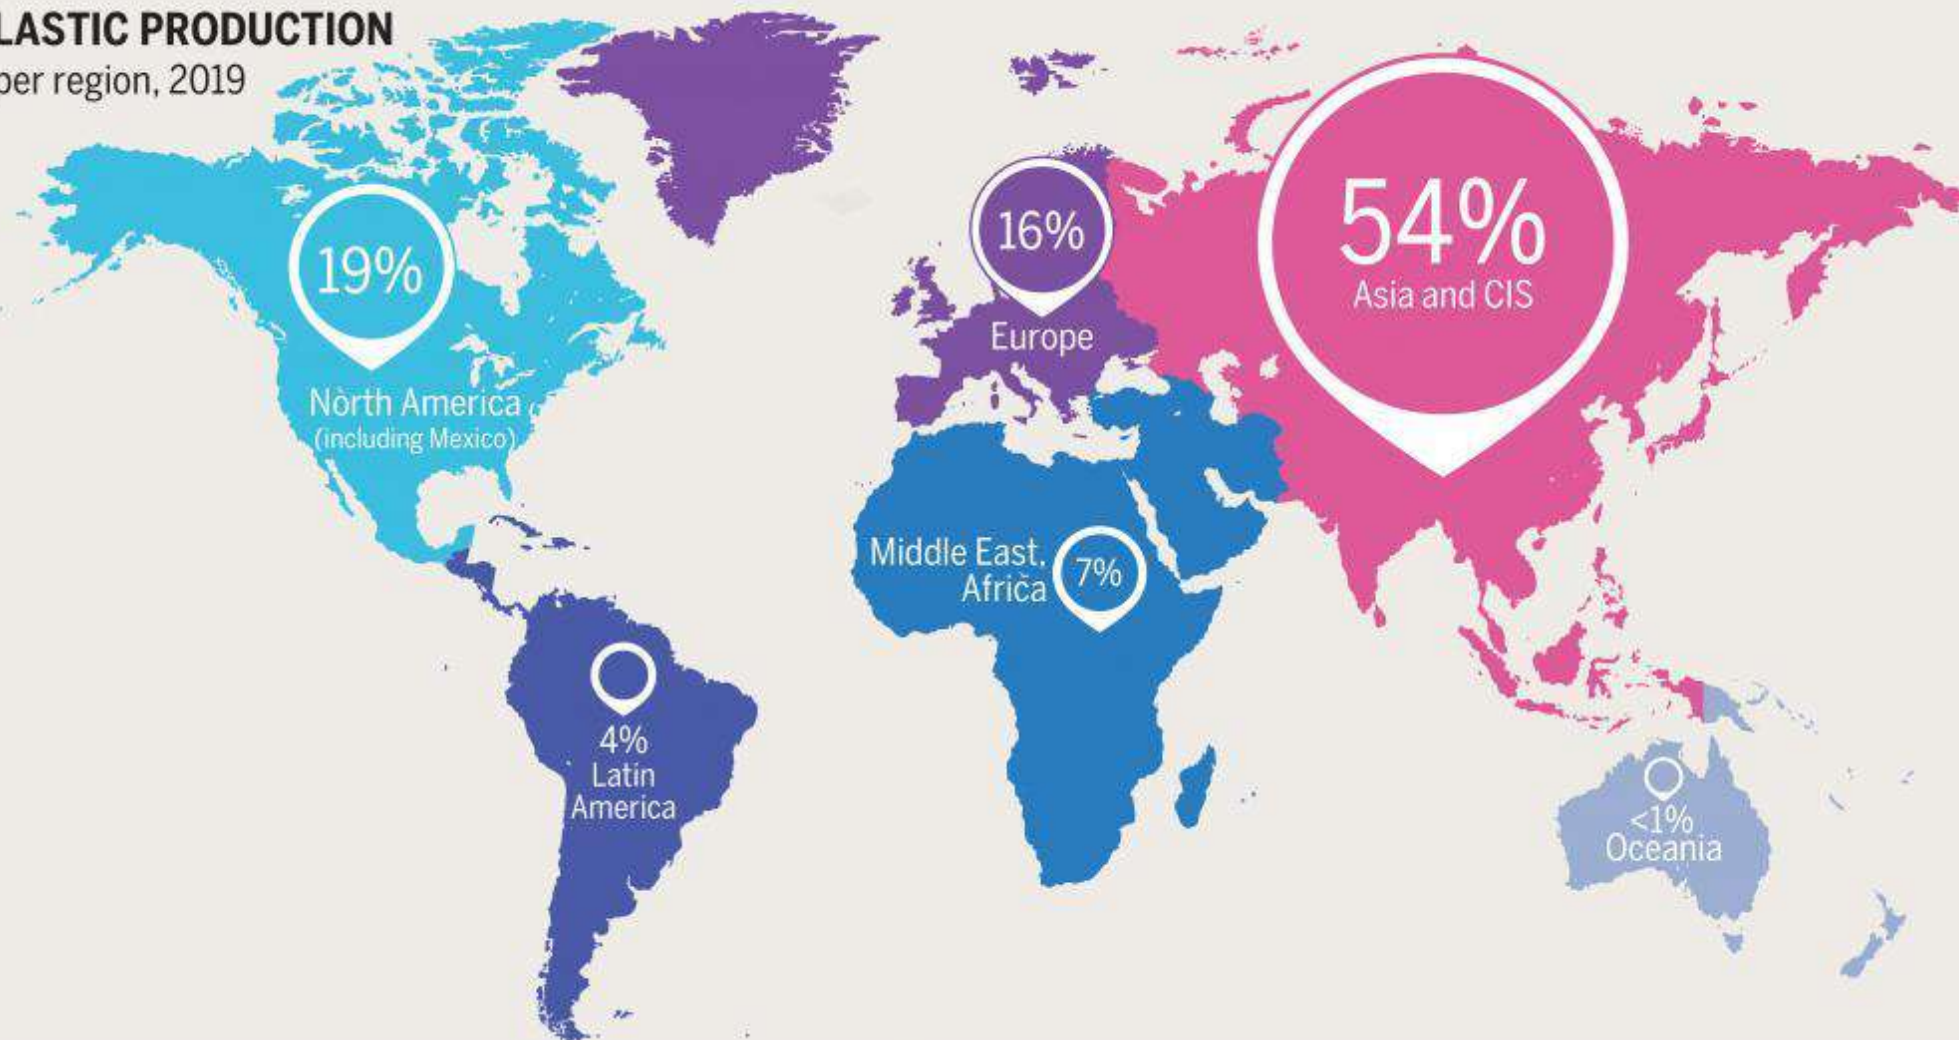 LASTIC PRODUCTION
per region, 2019
19%
North America
(including Mexico)
16%
Europe
54%
Asia and CIS
Middle East,
Africa
7%
4%
Latin
America
<1%
Oceania